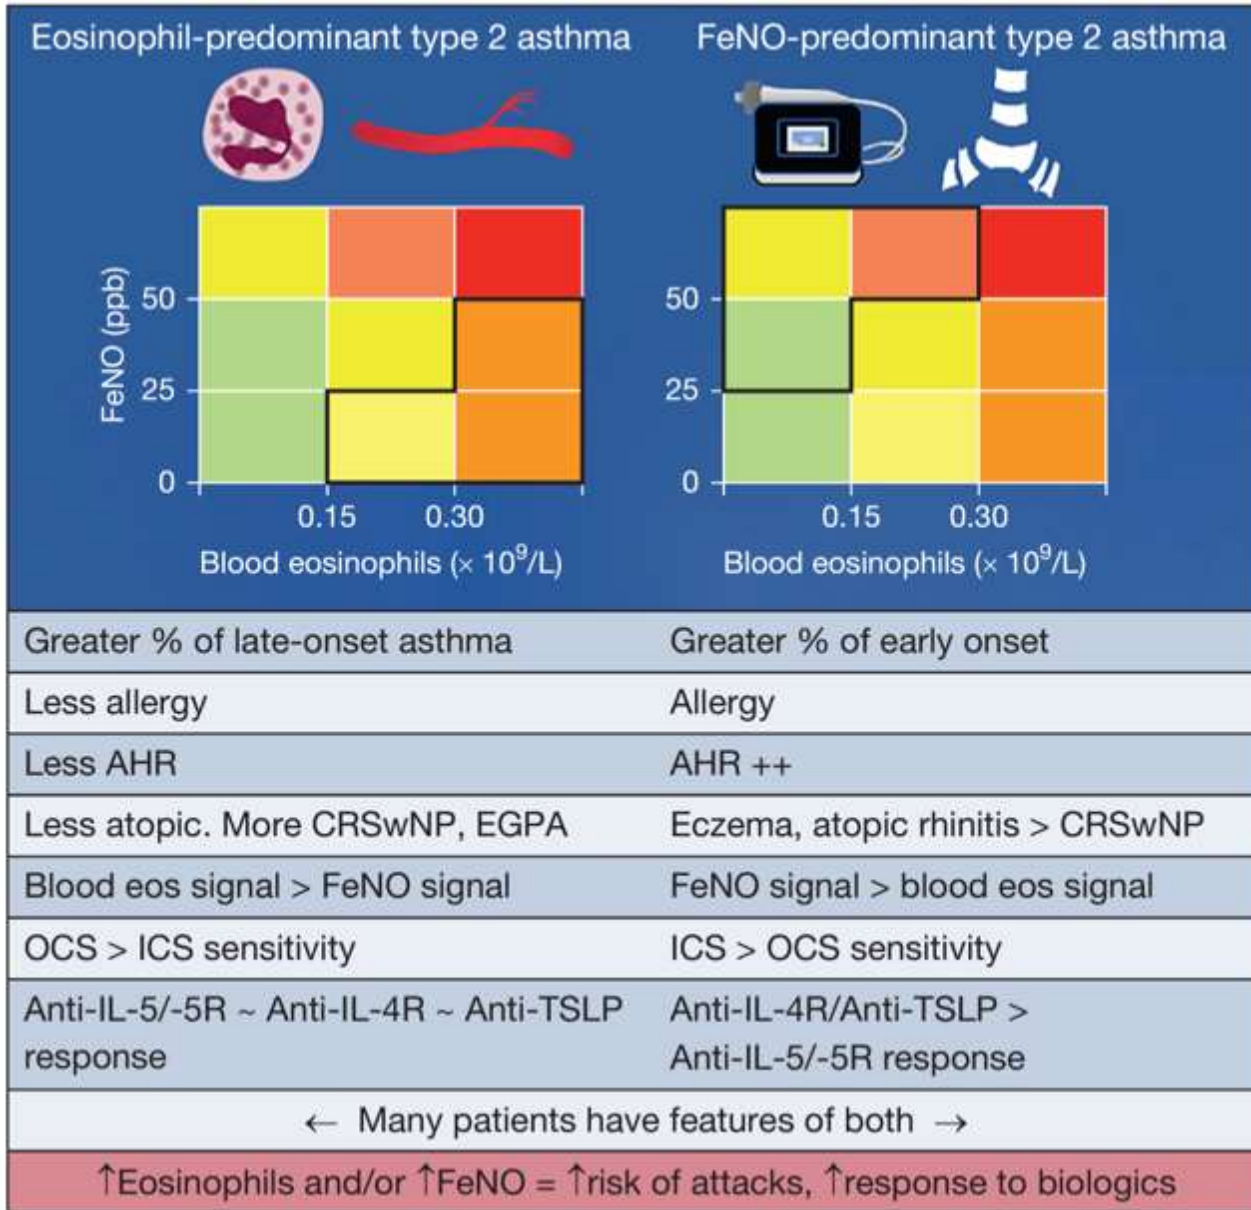 Eosinophil-predominant type 2 asthma
FeNO-predominant type 2 asthma
FeNO (ppb)
50
25
0
0.15 0.30
Blood eosinophils (× 10⁹/L)
50
25
0
0.15 0.30
Blood eosinophils (× 10⁹/L)
Greater % of late-onset asthma
Greater % of early onset
Less allergy
Allergy
Less AHR
AHR ++
Less atopic. More CRSwNP, EGPA
Eczema, atopic rhinitis > CRSwNP
Blood eos signal > FeNO signal
FeNO signal > blood eos signal
OCS > ICS sensitivity
ICS > OCS sensitivity
Anti-IL-5/-5R ~ Anti-IL-4R ~ Anti-TSLP
response
Anti-IL-4R/Anti-TSLP >
Anti-IL-5/-5R response
← Many patients have features of both →
↑Eosinophils and/or ↑FeNO = ↑risk of attacks, ↑response to biologics